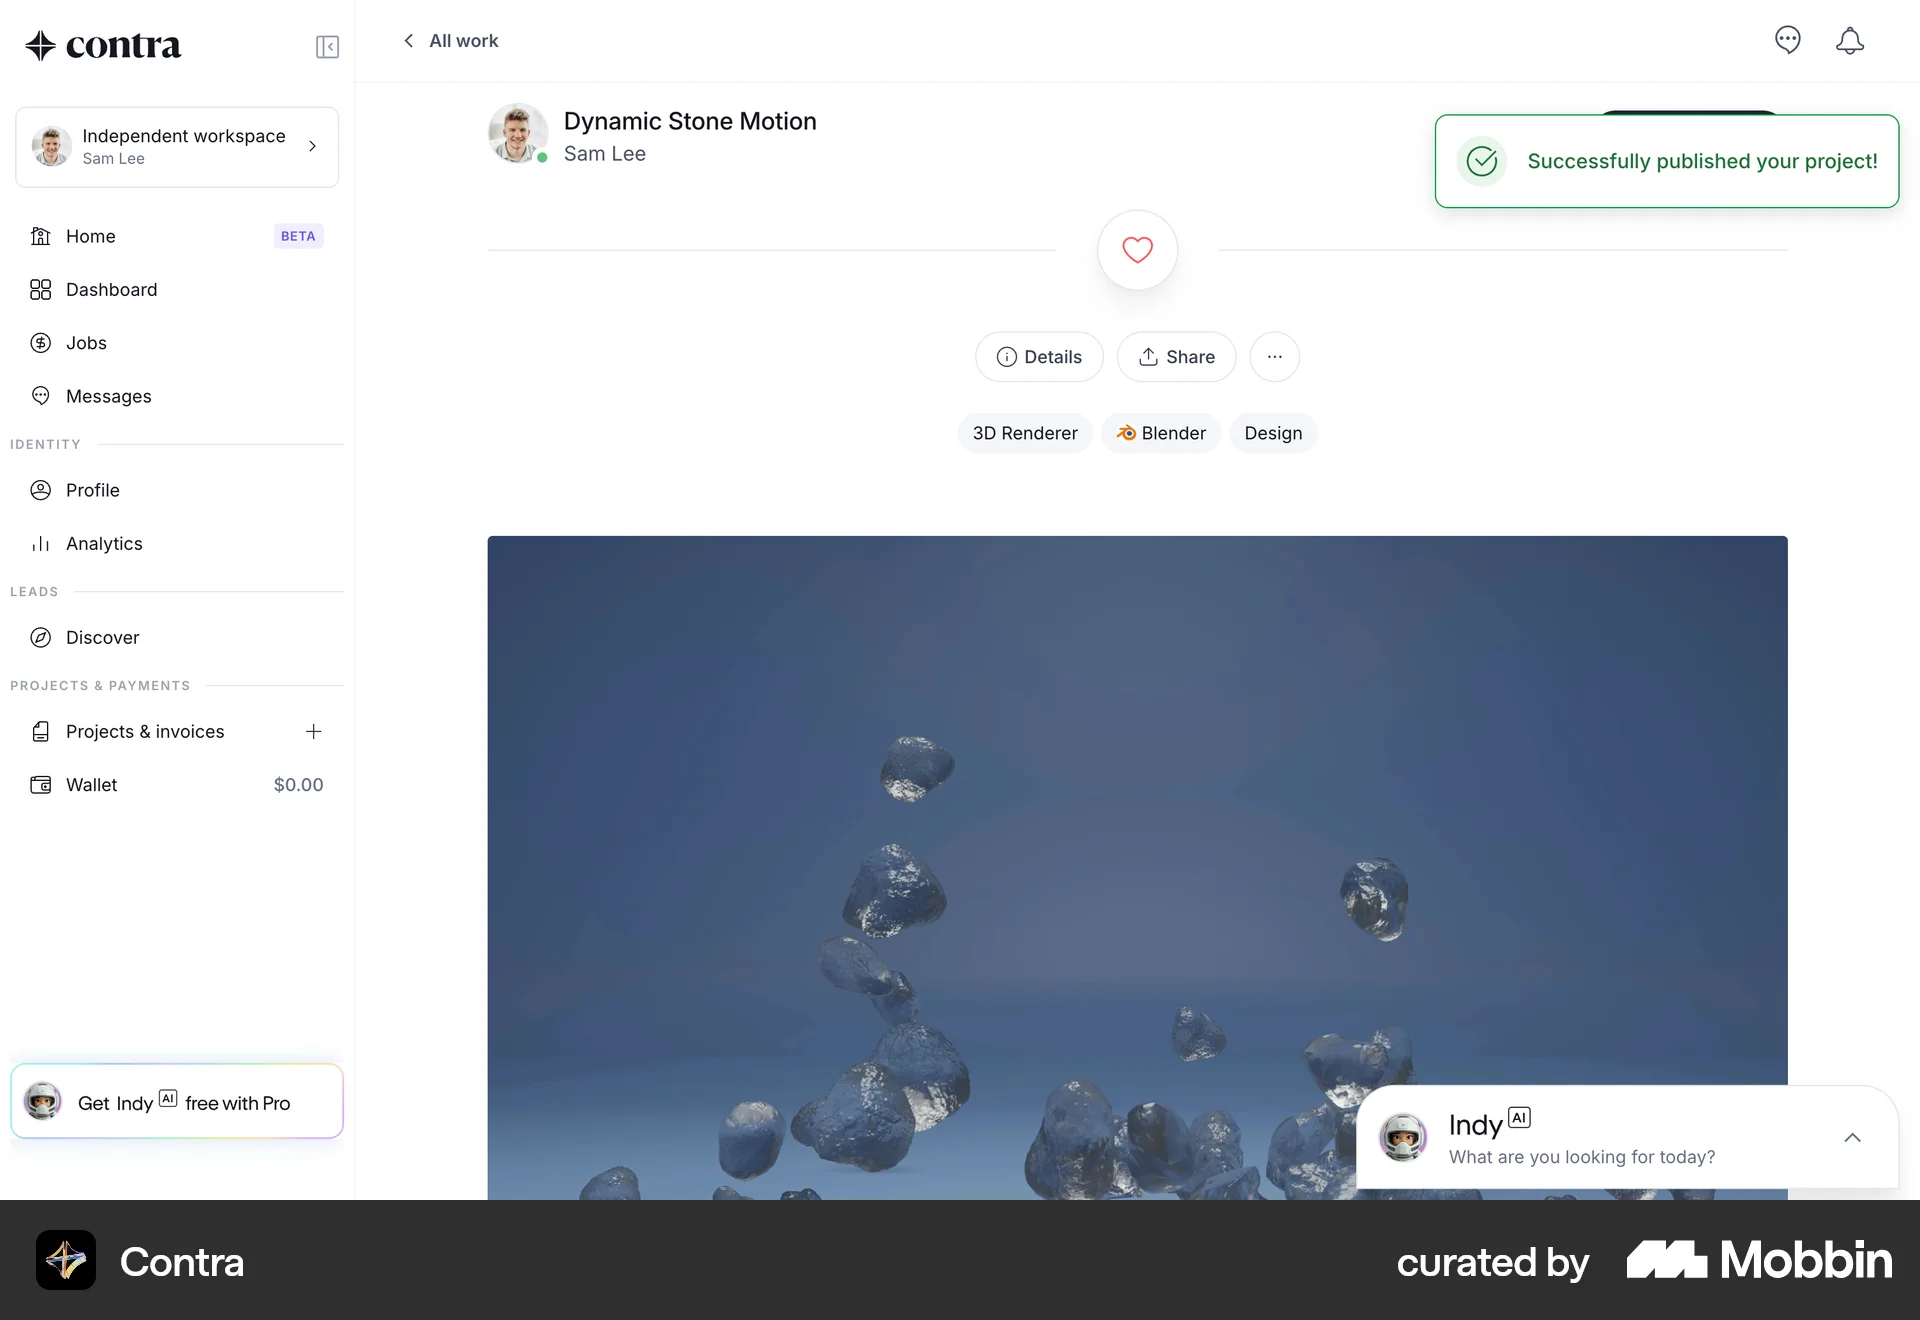 contra
All work
Independent workspace
Sam Lee
Home
BETA
Dashboard
Jobs
Messages
IDENTITY
Profile
Analytics
LEADS
Discover
PROJECTS & PAYMENTS
Projects & invoices
Wallet
$0.00
Get Indy AI free with Pro
Dynamic Stone Motion
Sam Lee
Successfully published your project!
Details
Share
3D Renderer
Blender
Design
Indy AI
What are you looking for today?
Contra
curated by
Mobbin